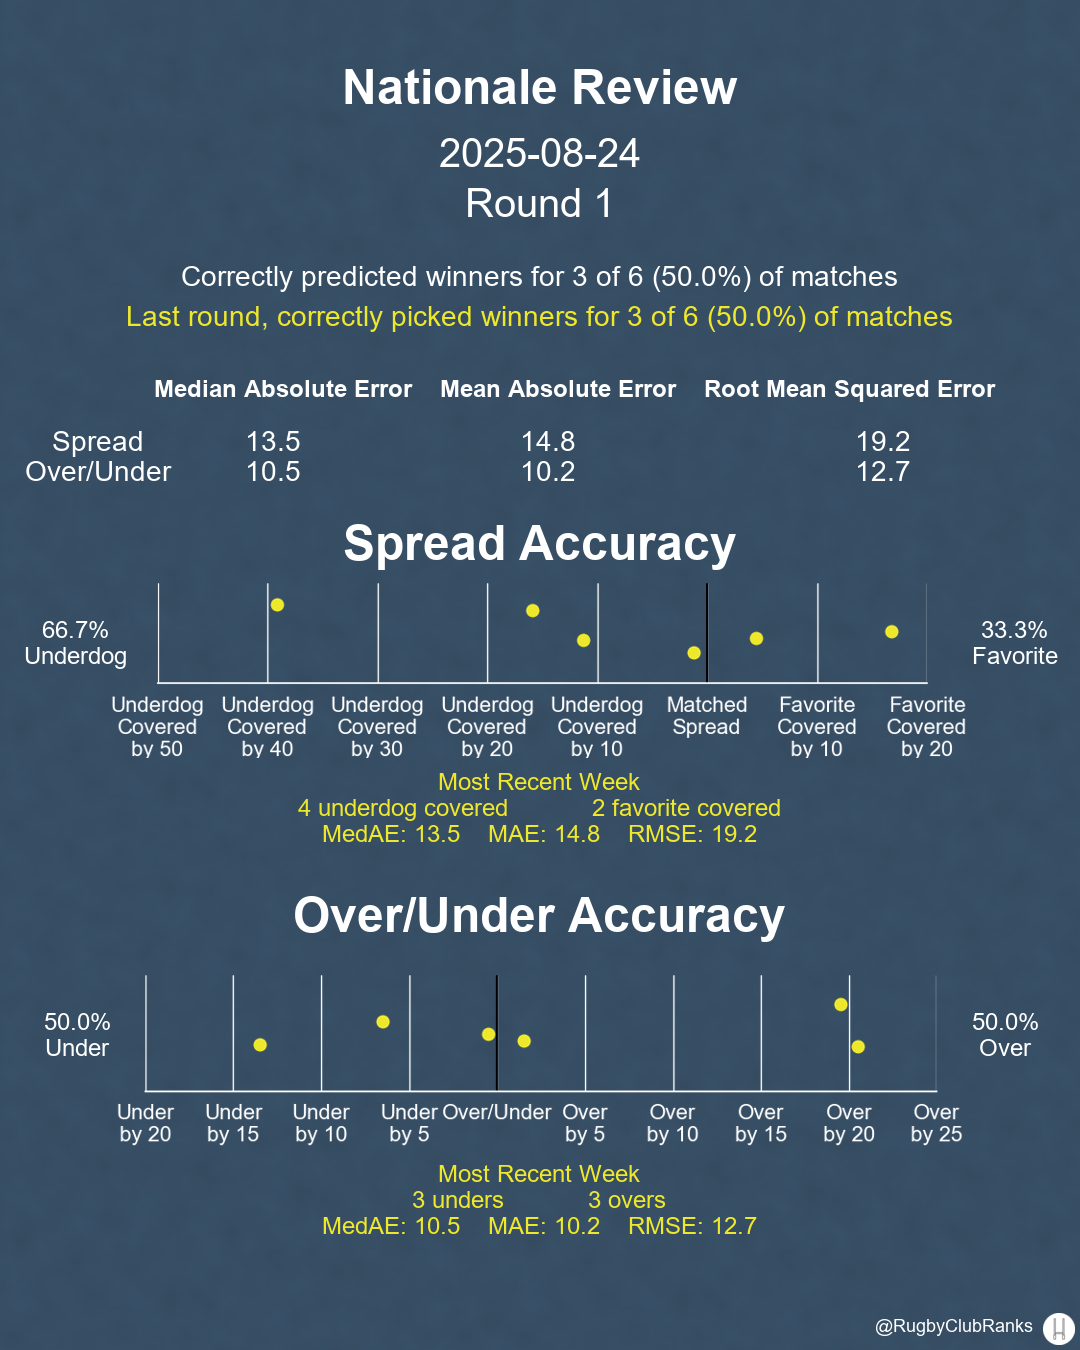 Nationale Review
2025-08-24
Round 1
Correctly predicted winners for 3 of 6 (50.0%) of matches
Last round, correctly picked winners for 3 of 6 (50.0%) of matches
Median Absolute Error Mean Absolute Error Root Mean Squared Error
Spread 13.5 14.8 19.2
Over/Under 10.5 10.2 12.7
Spread Accuracy
66.7%
Underdog
33.3%
Favorite
Underdog Underdog Underdog Underdog Underdog Matched Favorite Favorite
Covered Covered Covered Covered Covered Spread Covered Covered
by 50 by 40 by 30 by 20 by 10 by 10 by 20
Most Recent Week
4 underdog covered 2 favorite covered
MedAE: 13.5 MAE: 14.8 RMSE: 19.2
Over/Under Accuracy
50.0%
Under
50.0%
Over
Under Under Under Under Over/Under Over Over Over Over Over
by 20 by 15 by 10 by 5 by 5 by 10 by 15 by 20 by 25
Most Recent Week
3 unders 3 overs
MedAE: 10.5 MAE: 10.2 RMSE: 12.7
@RugbyClubRanks